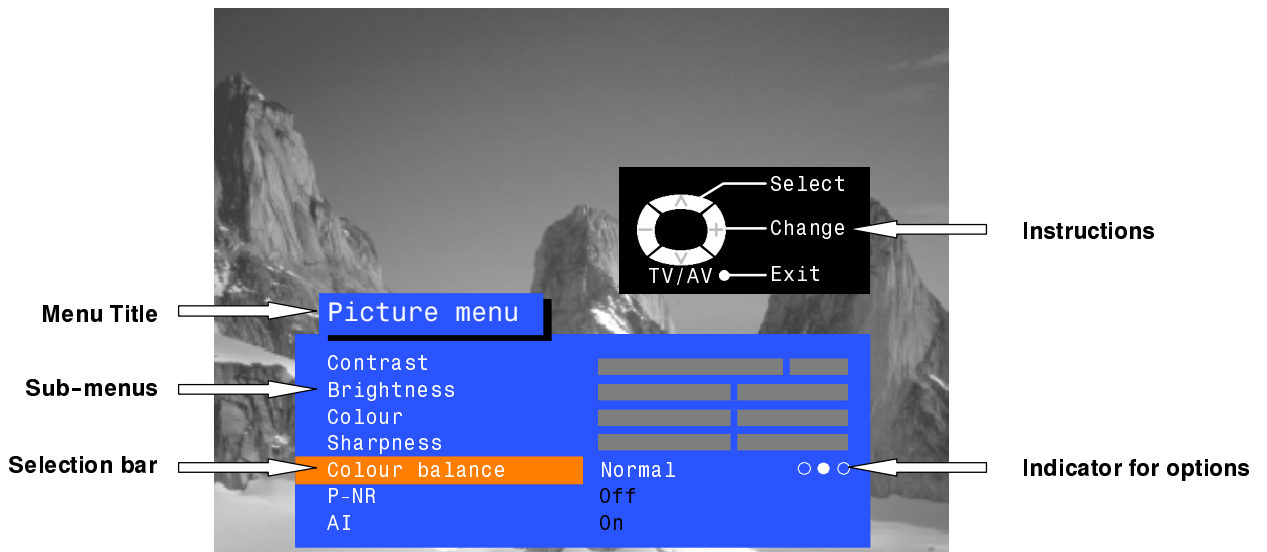 Select
Change
Instructions
TV/AV Exit
Menu Title
Picture menu
Contrast
Sub-menus
Brightness
Colour
Sharpness
Selection bar
Colour balance Normal
Indicator for options
P-NR Off
AI On